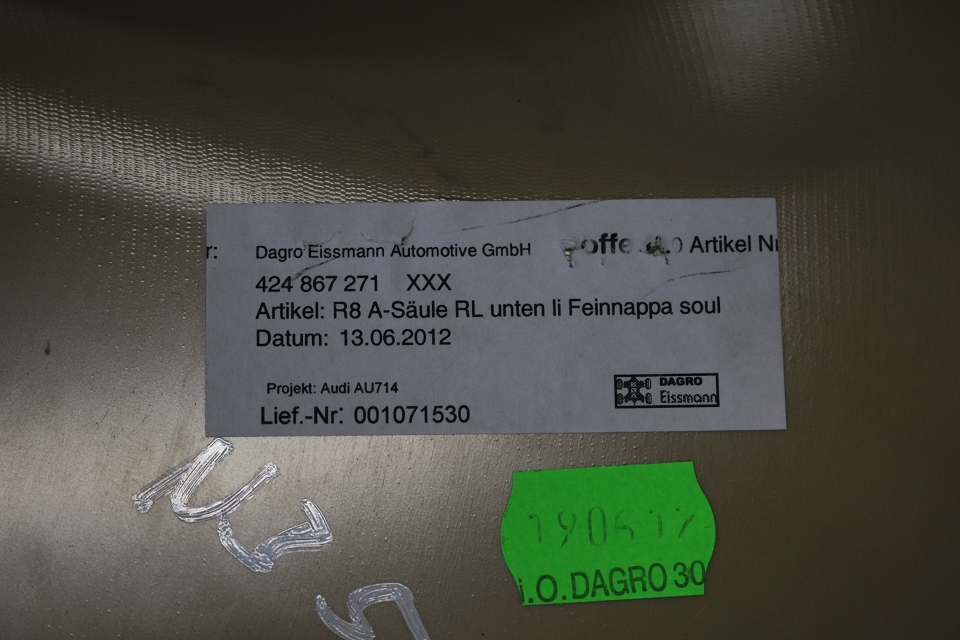 r: Dagro Eissmann Automotive GmbH Artikel Nr
424 867 271 XXX
Artikel: R8 A-Säule RL unten li Feinnappa soul
Datum: 13.06.2012
Projekt: Audi AU714
DAGRO
Eissmann
Lief.-Nr: 001071530
i.O. DAGRO 30